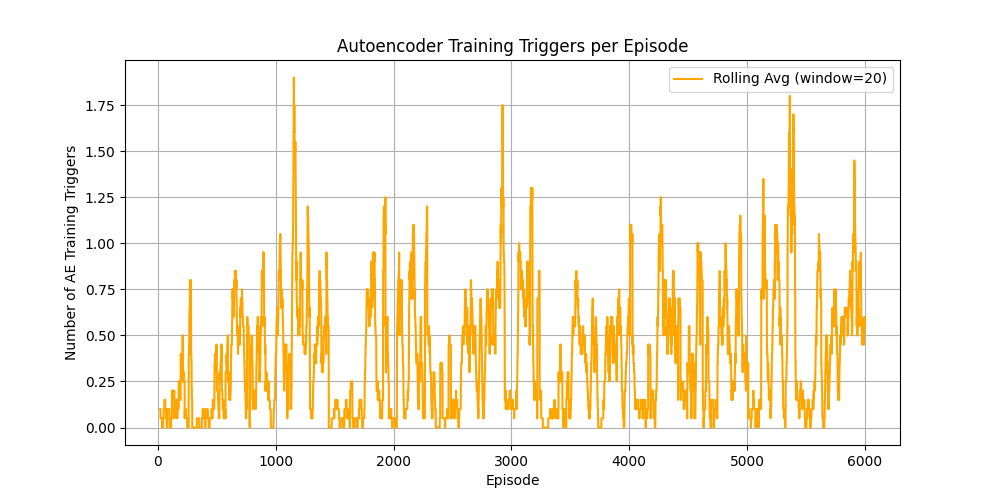 Autoencoder Training Triggers per Episode
Rolling Avg (window=20)
Number of AE Training Triggers
1.75
1.50
1.25
1.00
0.75
0.50
0.25
0.00
0 1000 2000 3000 4000 5000 6000
Episode